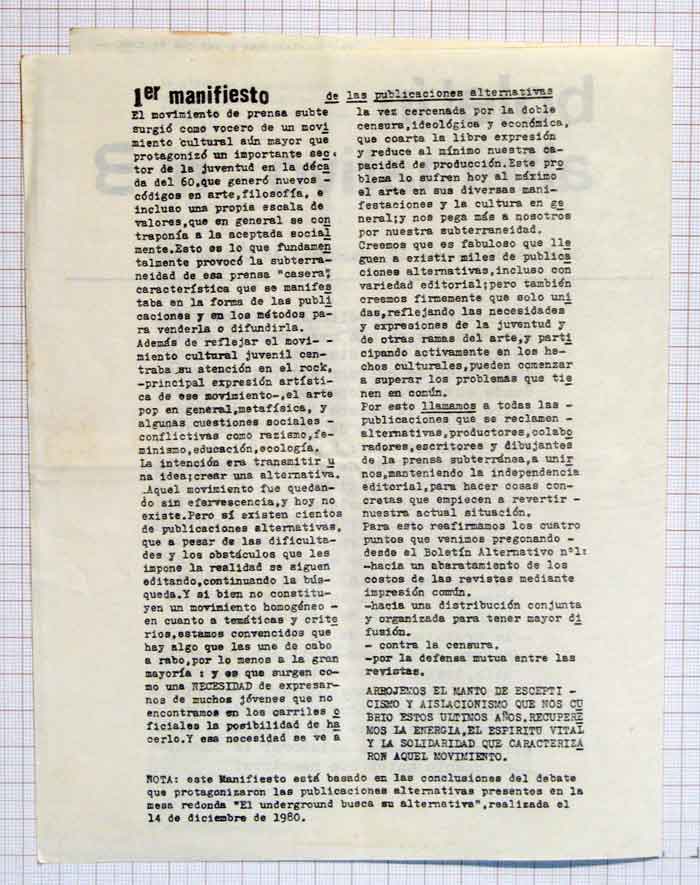 1er manifiesto de las publicaciones alternativas
El movimiento de prensa subte
surgió como vocero de un movi
miento cultural aún mayor que
protagonizó un importante sec-
tor de la juventud en la déca
da del 60,que generó nuevos -
códigos en arte,filosofía, e
incluso una propia escala de
valores,que en general se con
traponía a la aceptada social
mente.Esto es lo que fundamen
talmente provocó la subterra-
neidad de esa prensa "casera",
característica que se manifes
taba en la forma de las publi
caciones y en los métodos pa-
ra venderla o difundirla.
Además de reflejar el movi- -
miento cultural juvenil cen-
traba su atención en el rock,
-principal expresión artísti-
ca de ese movimiento-,el arte
pop en general,metafísica, y
algunas cuestiones sociales -
conflictivas como razismo,fe-
minismo,educación,ecología.
La intención era transmitir u
na idea;crear una alternativa.
Aquel movimiento fue quedan-
do sin efervescencia,y hoy no
existe.Pero sí existen cientos
de publicaciones alternativas,
que a pesar de las dificulta-
des y los obstáculos que les
impone la realidad se siguen
editando,continuando la bús-
queda.Y si bien no constitu-
yen un movimiento homogéneo -
en cuanto a temáticas y crite
rios,estamos convencidos que
hay algo que las une de cabo
a rabo,por lo menos a la gran
mayoría : y es que surgen co-
mo una NECESIDAD de expresar-
nos de muchos jóvenes que no
encontramos en los carriles o
ficiales la posibilidad de ha
cerlo.Y esa necesidad se ve a
la vez cercenada por la doble
censura,ideológica y económica,
que coarta la libre expresión
y reduce al mínimo nuestra ca-
pacidad de producción.Este pro
blema lo sufren hoy al máximo
el arte en sus diversas mani-
festaciones y la cultura en ge
neral;y nos pega más a nosotros
por nuestra subterraneidad.
Creemos que es fabuloso que lle
guen a existir miles de publica
ciones alternativas,incluso con
variedad editorial;pero también
creemos firmemente que solo uni
das,reflejando las necesidades
y expresiones de la juventud y
de otras ramas del arte,y parti
cipando activamente en los he-
chos culturales,pueden comenzar
a superar los problemas que tie
nen en común.
Por esto llamamos a todas las -
publicaciones que se reclamen -
alternativas,productores,colabo
radores,escritores y dibujantes
de la prensa subterránea,a unir
nos,manteniendo la independencia
editorial,para hacer cosas con-
cretas que empiecen a revertir -
nuestra actual situación.
Para esto reafirmamos los cuatro
puntos que venimos pregonando -
desde el Boletín Alternativo n°1:
-hacia un abaratamiento de los
costos de las revistas mediante
impresión común.
-hacia una distribución conjunta
y organizada para tener mayor di
fusión.
- contra la censura.
-por la defensa mutua entre las
revistas.
ARROJEMOS EL MANTO DE ESCEPTI -
CISMO Y AISLACIONISMO QUE NOS CU
BRIO ESTOS ULTIMOS AÑOS,RECUPERE
MOS LA ENERGIA,EL ESPIRITU VITAL
Y LA SOLIDARIDAD QUE CARACTERIZA
RON AQUEL MOVIMIENTO.
NOTA: este Manifiesto está basado en las conclusiones del debate
que protagonizaron las publicaciones alternativas presentes en la
mesa redonda "El underground busca su alternativa",realizada el
14 de diciembre de 1980.